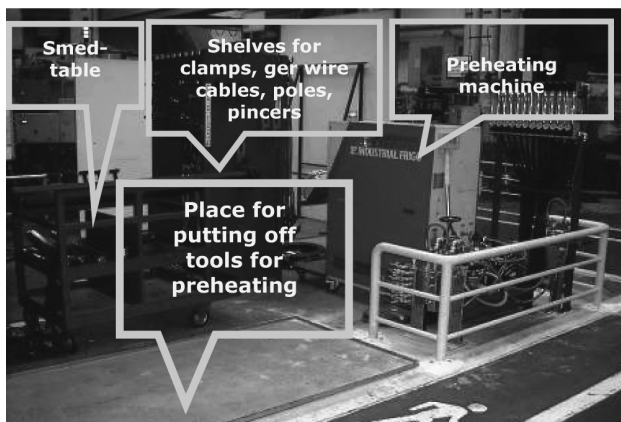 Smed-
table
Shelves for
clamps, ger wire
cables, poles,
pincers
Preheating
machine
INDUSTRIAL FRIGO
Place for
putting off
tools for
preheating